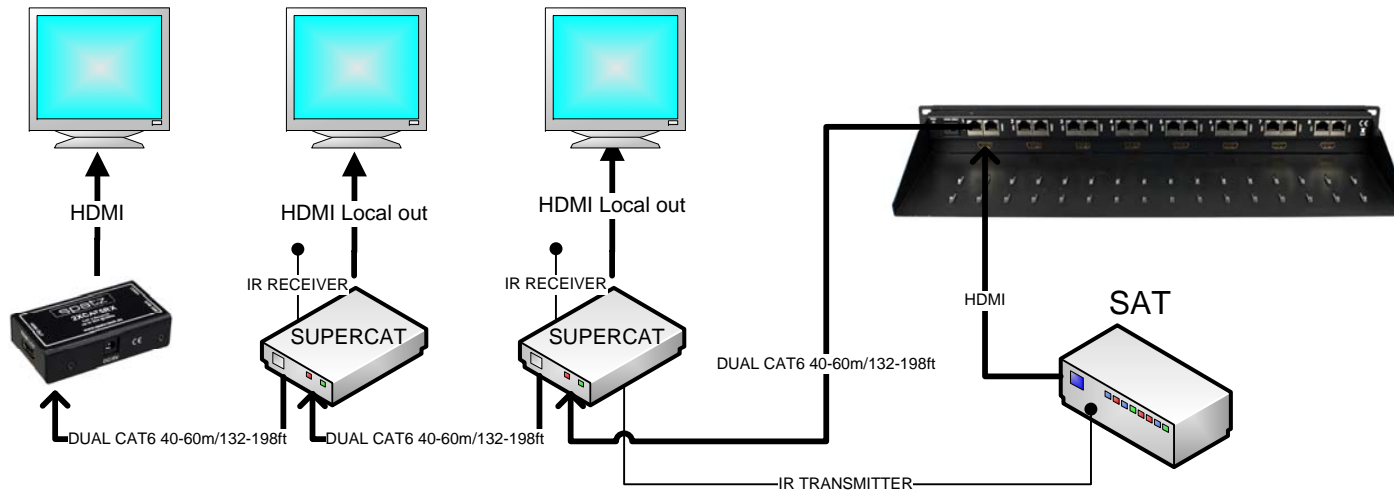 HDMI
HDMI Local out
HDMI Local out
IR RECEIVER
IR RECEIVER
spatz
2XCAT6RX
SUPERCAT
SUPERCAT
HDMI
SAT
DUAL CAT6 40-60m/132-198ft
DUAL CAT6 40-60m/132-198ft
DUAL CAT6 40-60m/132-198ft
IR TRANSMITTER